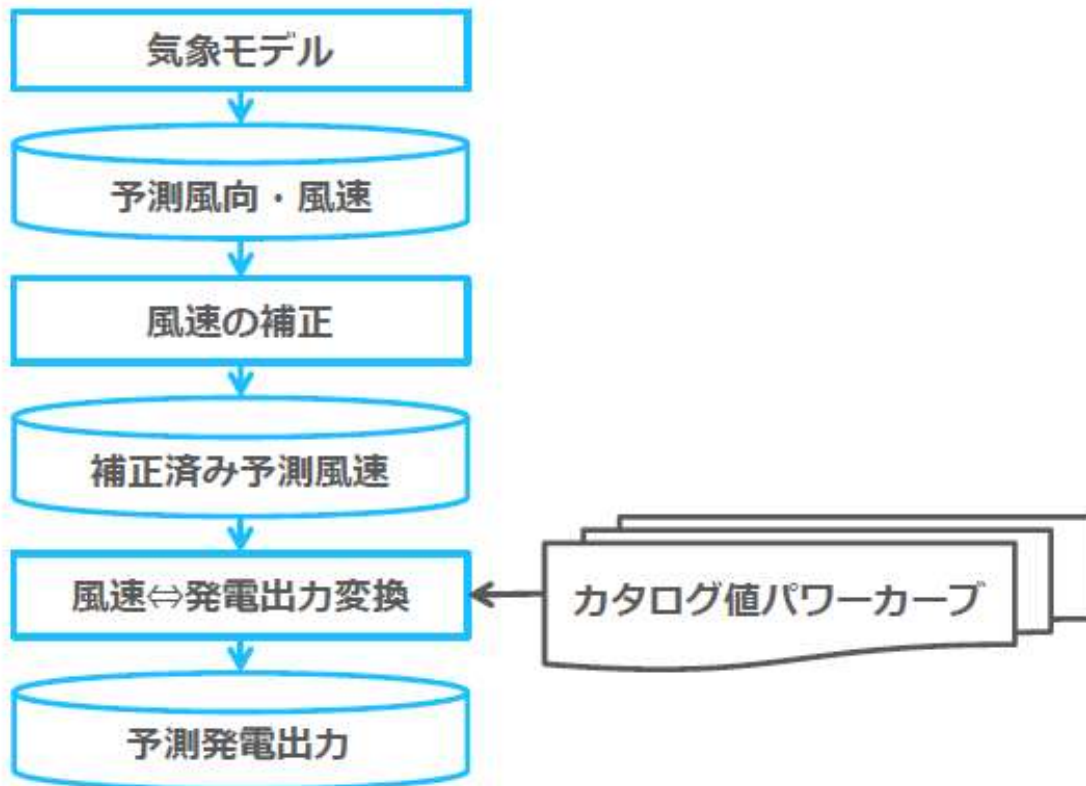 気象モデル
予測風向・風速
風速の補正
補正済み予測風速
風速⇔発電出力変換
カタログ値パワーカーブ
予測発電出力